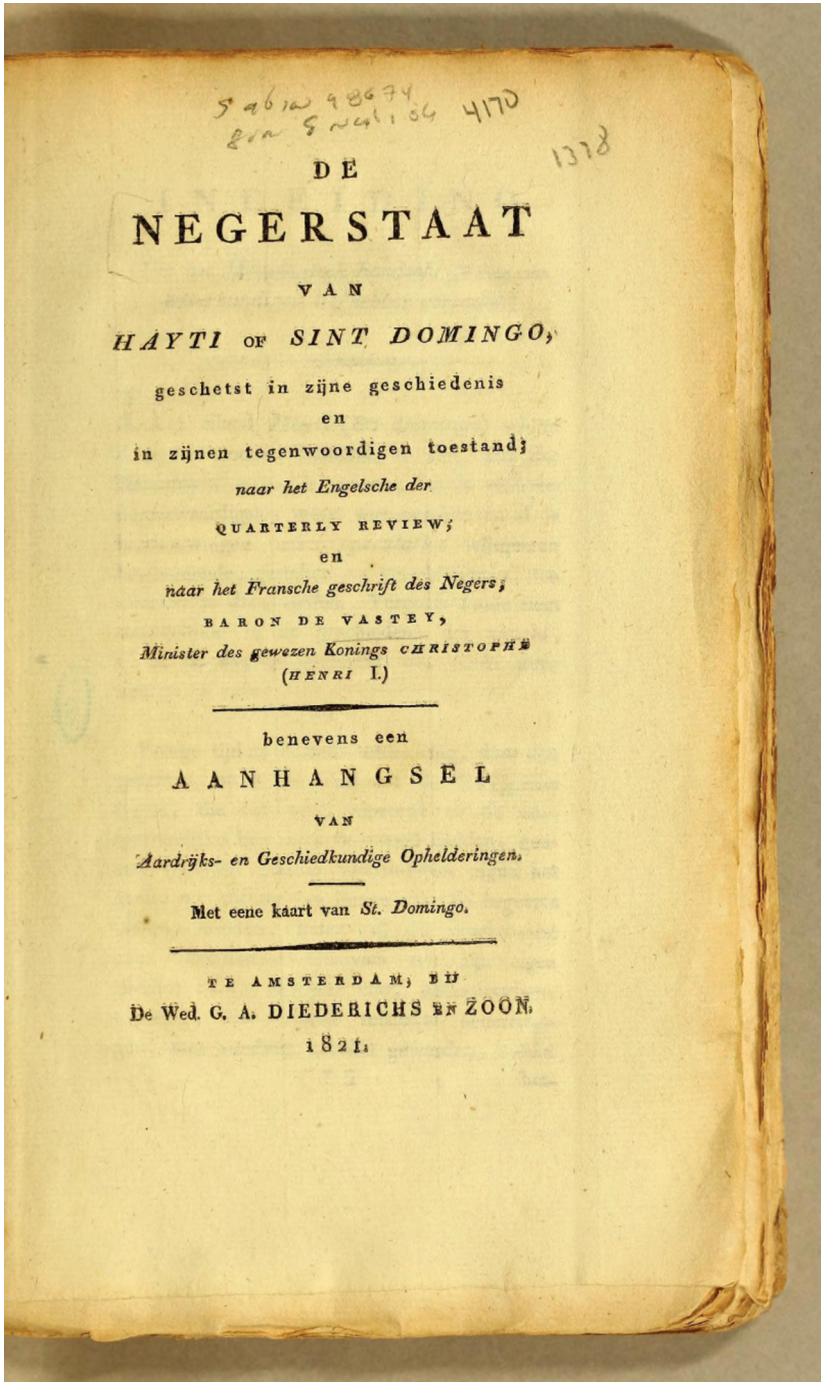 98674
4170
1378
DE
NEGERSTAAT
VAN
HAYTI OF SINT DOMINGO,
geschetst in zijne geschiedenis
en
in zijnen tegenwoordigen toestand;
naar het Engelsche der
QUARTERLY REVIEW;
en
naar het Fransche geschrift des Negers,
BARON DE VASTEY,
Minister des gewezen Konings CHRISTOPHE
(HENRI I.)
benevens een
AANHANGSEL
VAN
Aardrijks- en Geschiedkundige Ophelderingen.
Met eene kaart van St. Domingo.
TE AMSTERDAM, BIJ
De Wed. G. A. DIEDERICHS EN ZOON.
1821.